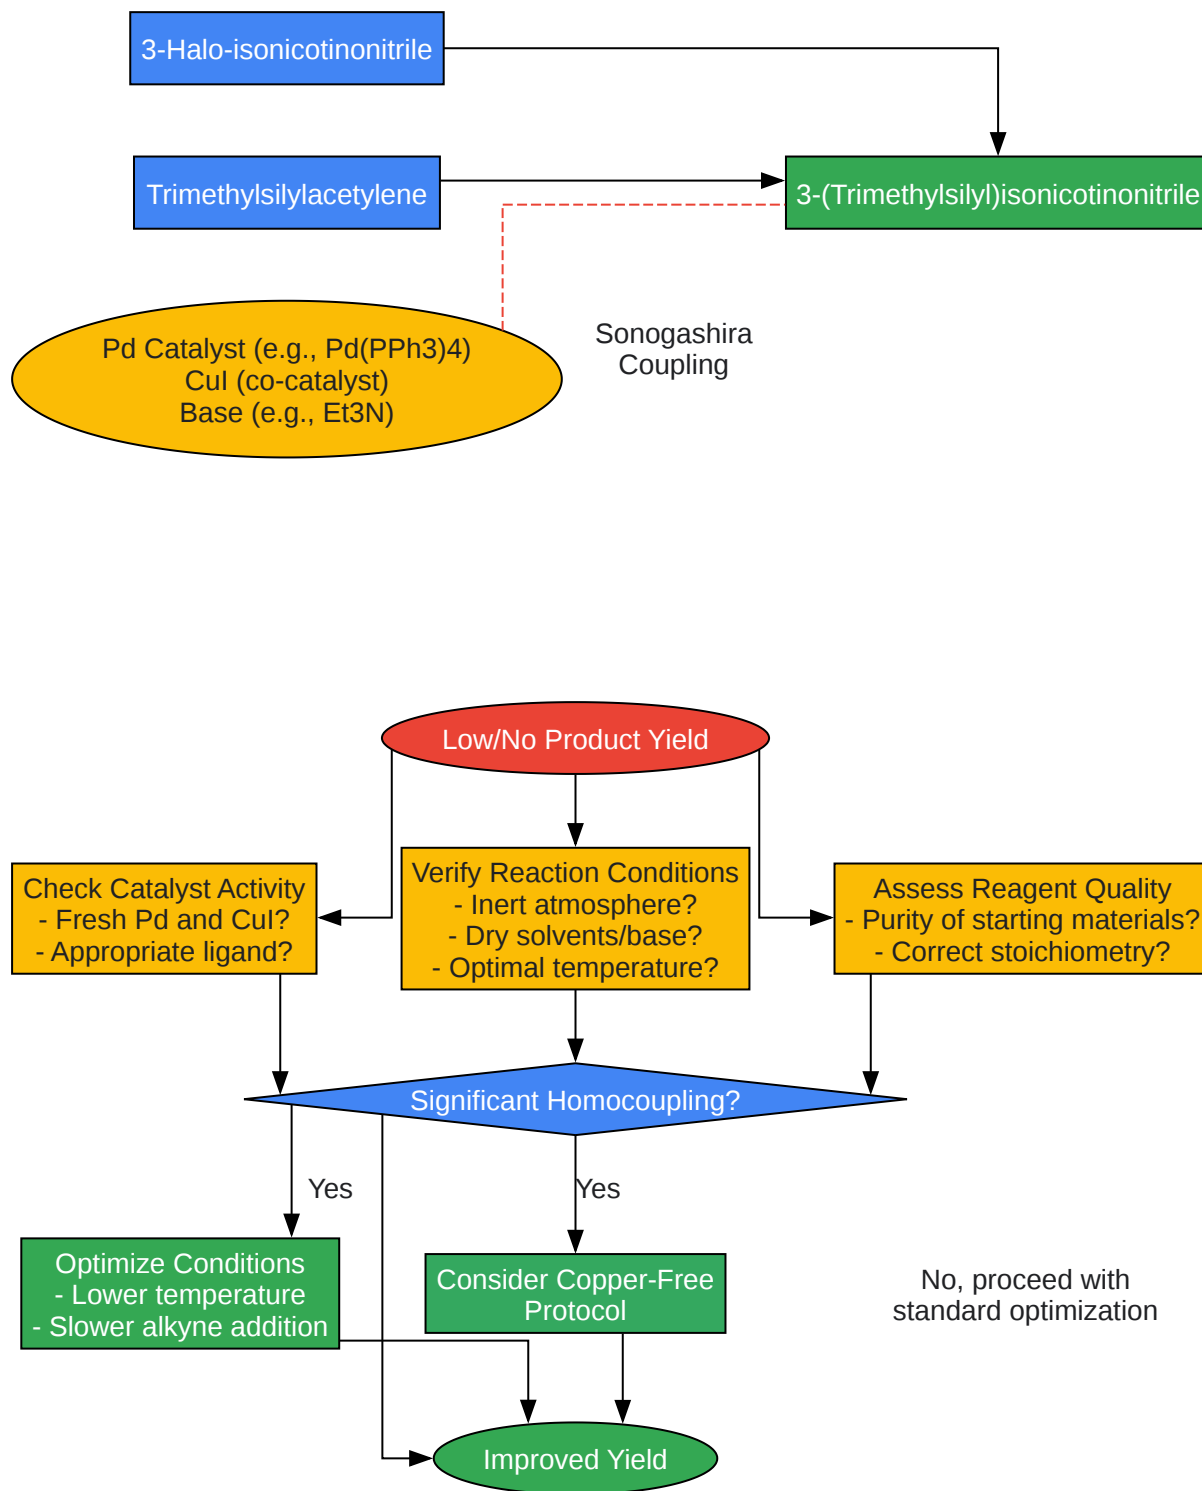 3-Halo-isonicotinonitrile
Trimethylsilylacetylene
3-(Trimethylsilyl)isonicotinonitrile
Pd Catalyst (e.g., Pd(PPh3)4)
CuI (co-catalyst)
Base (e.g., Et3N)
Sonogashira
Coupling
Low/No Product Yield
Check Catalyst Activity
- Fresh Pd and CuI?
- Appropriate ligand?
Verify Reaction Conditions
- Inert atmosphere?
- Dry solvents/base?
- Optimal temperature?
Assess Reagent Quality
- Purity of starting materials?
- Correct stoichiometry?
Significant Homocoupling?
Yes
Yes
Optimize Conditions
- Lower temperature
- Slower alkyne addition
Consider Copper-Free
Protocol
No, proceed with
standard optimization
Improved Yield